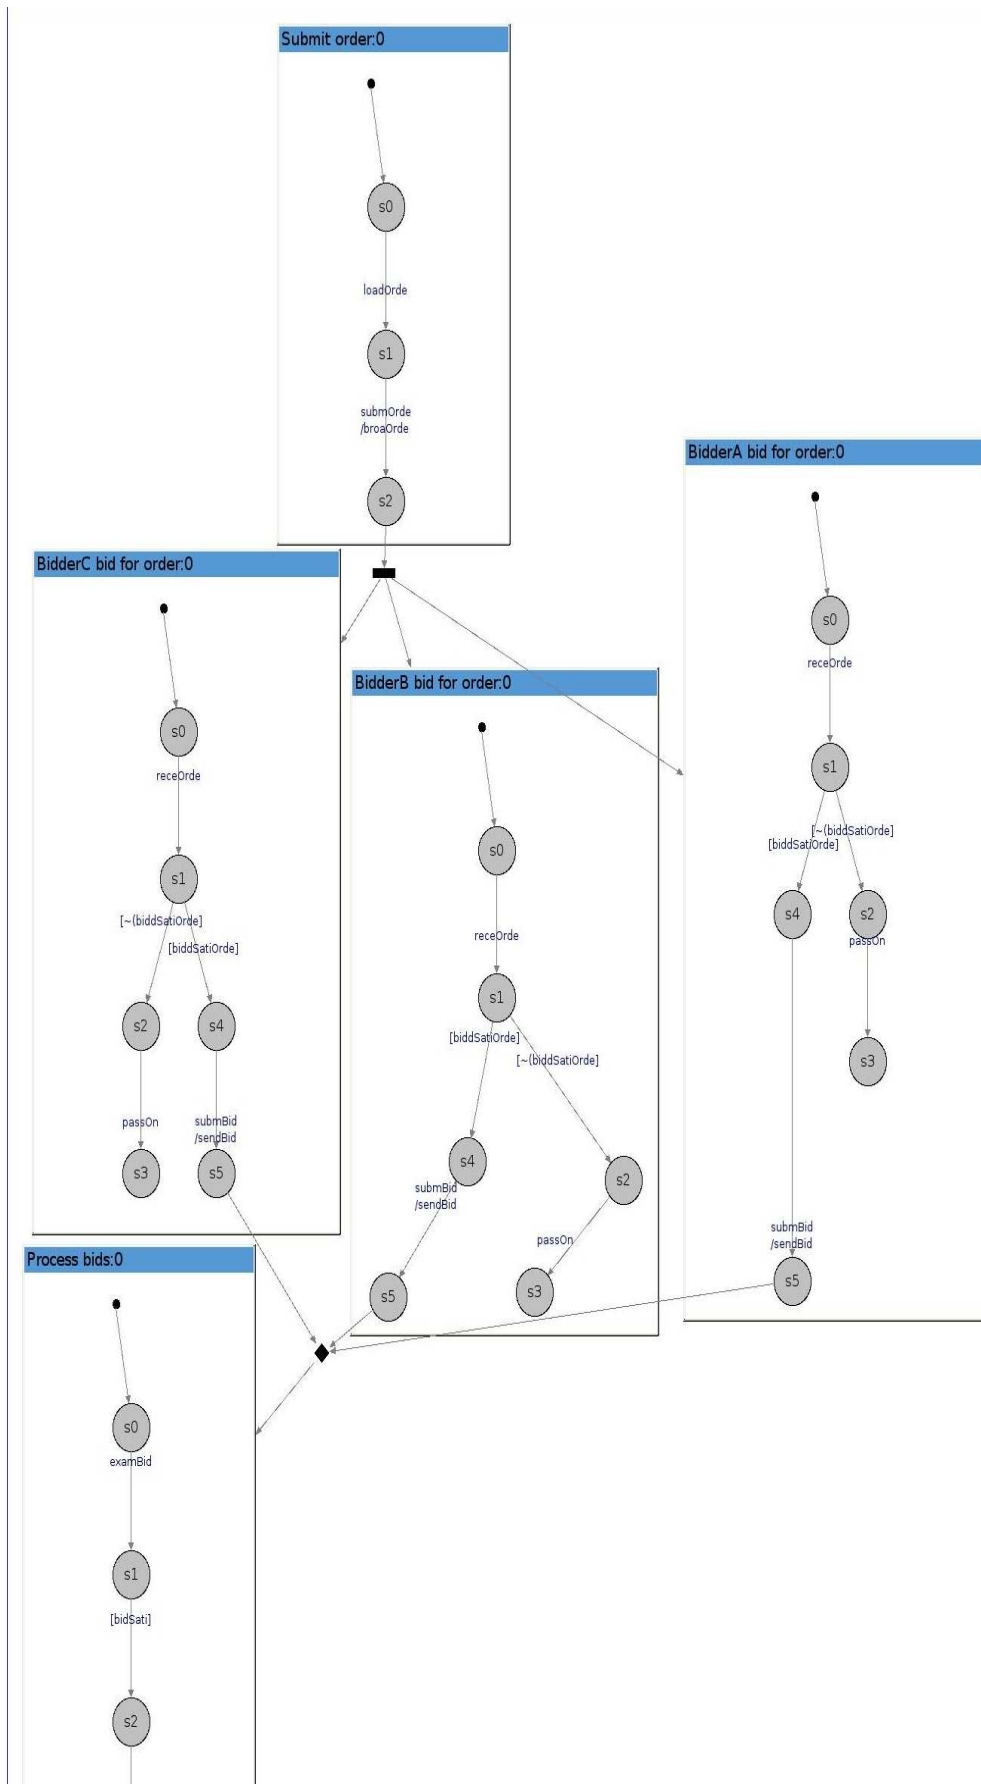 Submit order:0
s0
loadOrde
s1
submOrde
/broaOrde
s2
BidderA bid for order:0
s0
receOrde
s1
[~(biddSatiOrde]
[biddSatiOrde]
s4
s2
passOn
s3
submBid
/sendBid
s5
BidderC bid for order:0
s0
receOrde
s1
[~(biddSatiOrde]
[biddSatiOrde]
s2
s4
passOn
submBid
/sendBid
s3
s5
BidderB bid for order:0
s0
receOrde
s1
[biddSatiOrde]
[~(biddSatiOrde]
s4
s2
submBid
/sendBid
passOn
s5
s3
Process bids:0
s0
examBid
s1
[bidSati]
s2